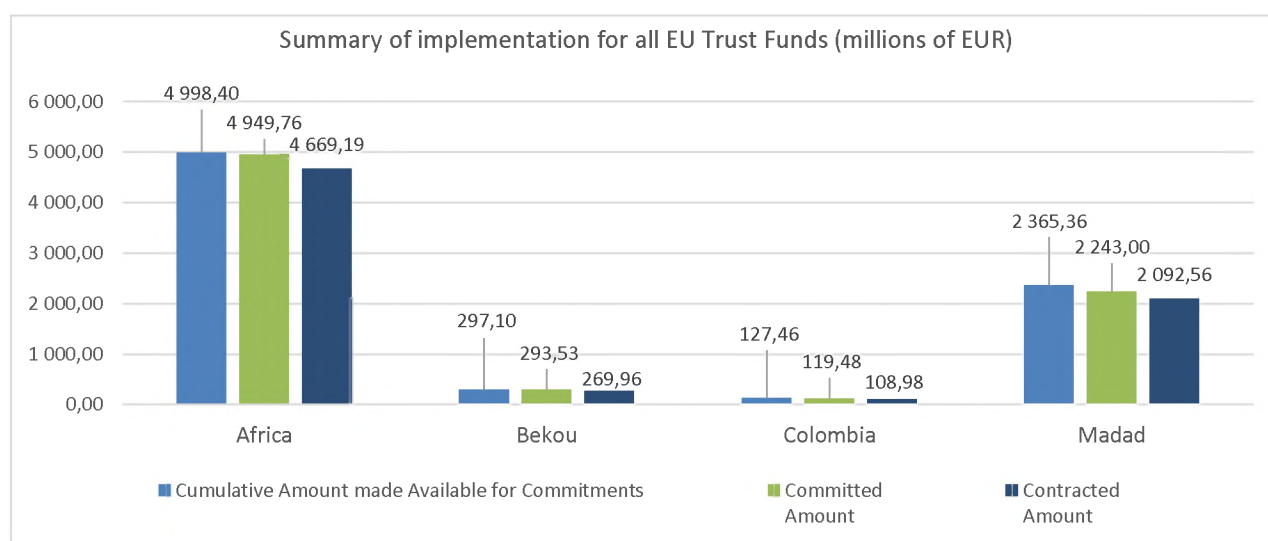 Summary of implementation for all EU Trust Funds (millions of EUR)
6 000,00
5 000,00
4 000,00
3 000,00
2 000,00
1 000,00
0,00
4 998,40
4 949,76
4 669,19
297,10
293,53
269,96
127,46
119,48
108,98
2 365,36
2 243,00
2 092,56
Africa
Bekou
Colombia
Madad
Cumulative Amount made Available for Commitments
Committed
Amount
Contracted
Amount